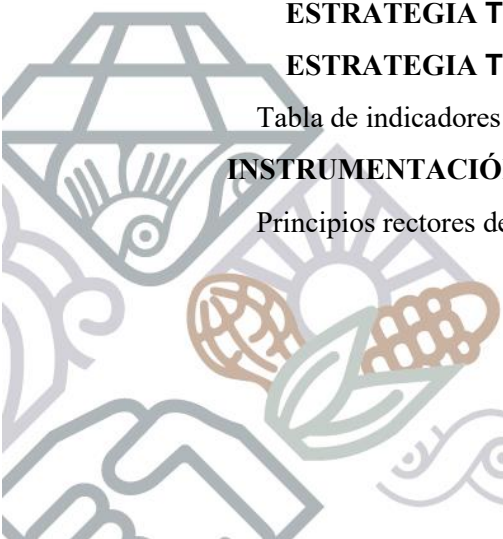 ESTRATEGIA T
ESTRATEGIA T
Tabla de indicadores
INSTRUMENTACIÓ
Principios rectores de